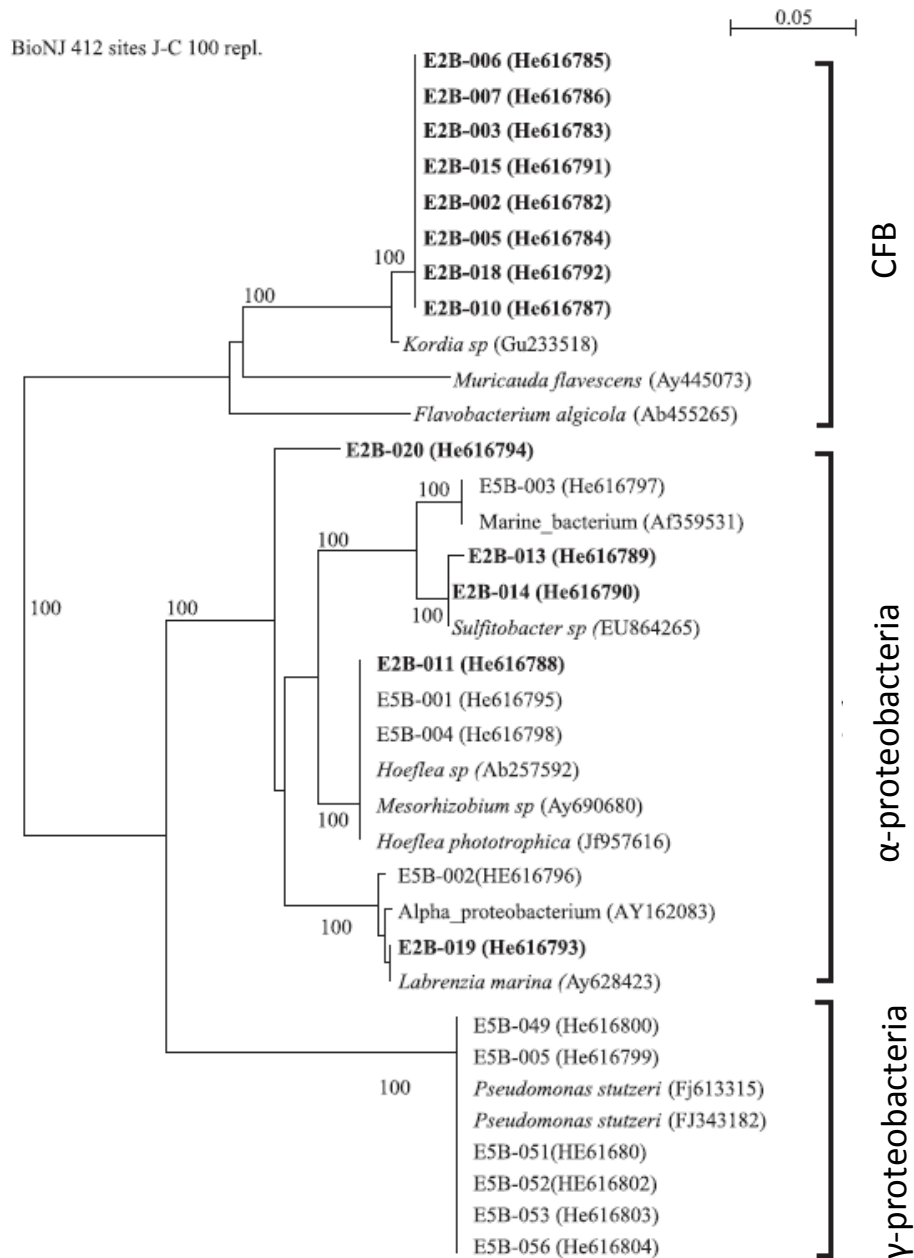 0.05
BioNJ 412 sites J-C 100 repl.
E2B-006 (He616785)
E2B-007 (He616786)
E2B-003 (He616783)
E2B-015 (He616791)
E2B-002 (He616782)
E2B-005 (He616784)
100
E2B-018 (He616792)
100
E2B-010 (He616787)
Kordia sp (Gu233518)
Muricauda flavescens (Ay445073)
Flavobacterium algicola (Ab455265)
CFB
E2B-020 (He616794)
100
E5B-003 (He616797)
Marine_bacterium (Af359531)
100
E2B-013 (He616789)
E2B-014 (He616790)
100
100
100
Sulfitobacter sp (EU864265)
E2B-011 (He616788)
E5B-001 (He616795)
E5B-004 (He616798)
Hoeflea sp (Ab257592)
Mesorhizobium sp (Ay690680)
100
Hoeflea phototrophica (Jf957616)
E5B-002(HE616796)
Alpha_proteobacterium (AY162083)
100
E2B-019 (He616793)
Labrenzia marina (Ay628423)
α-proteobacteria
E5B-049 (He616800)
E5B-005 (He616799)
100
Pseudomonas stutzeri (Fj613315)
Pseudomonas stutzeri (FJ343182)
E5B-051(HE61680)
E5B-052(HE616802)
E5B-053 (He616803)
E5B-056 (He616804)
γ-proteobacteria